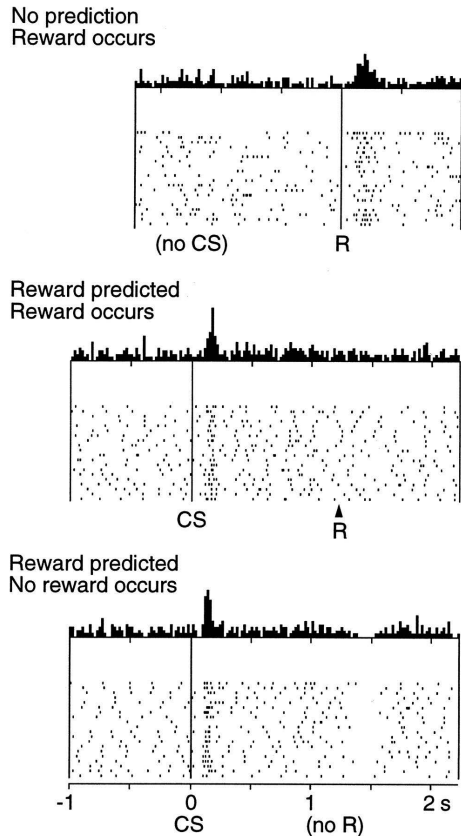 No prediction
Reward occurs
(no CS) R
Reward predicted
Reward occurs
CS
R
Reward predicted
No reward occurs
-1 0 1 2 s
CS (no R)